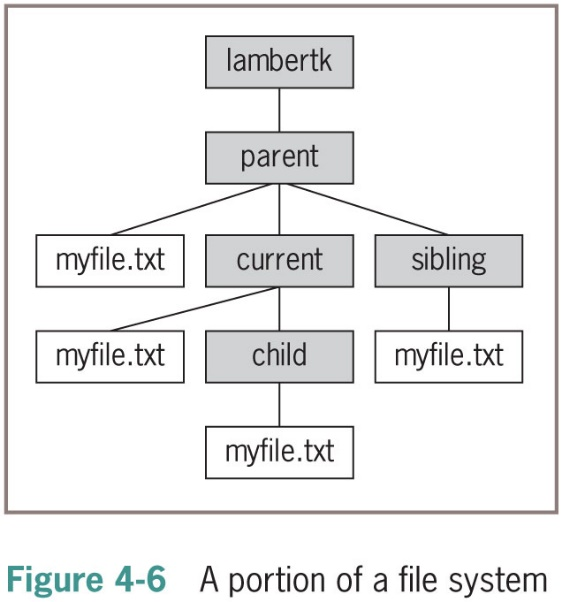 lambertk
parent
myfile.txt
current
sibling
myfile.txt
child
myfile.txt
myfile.txt
Figure 4-6 A portion of a file system